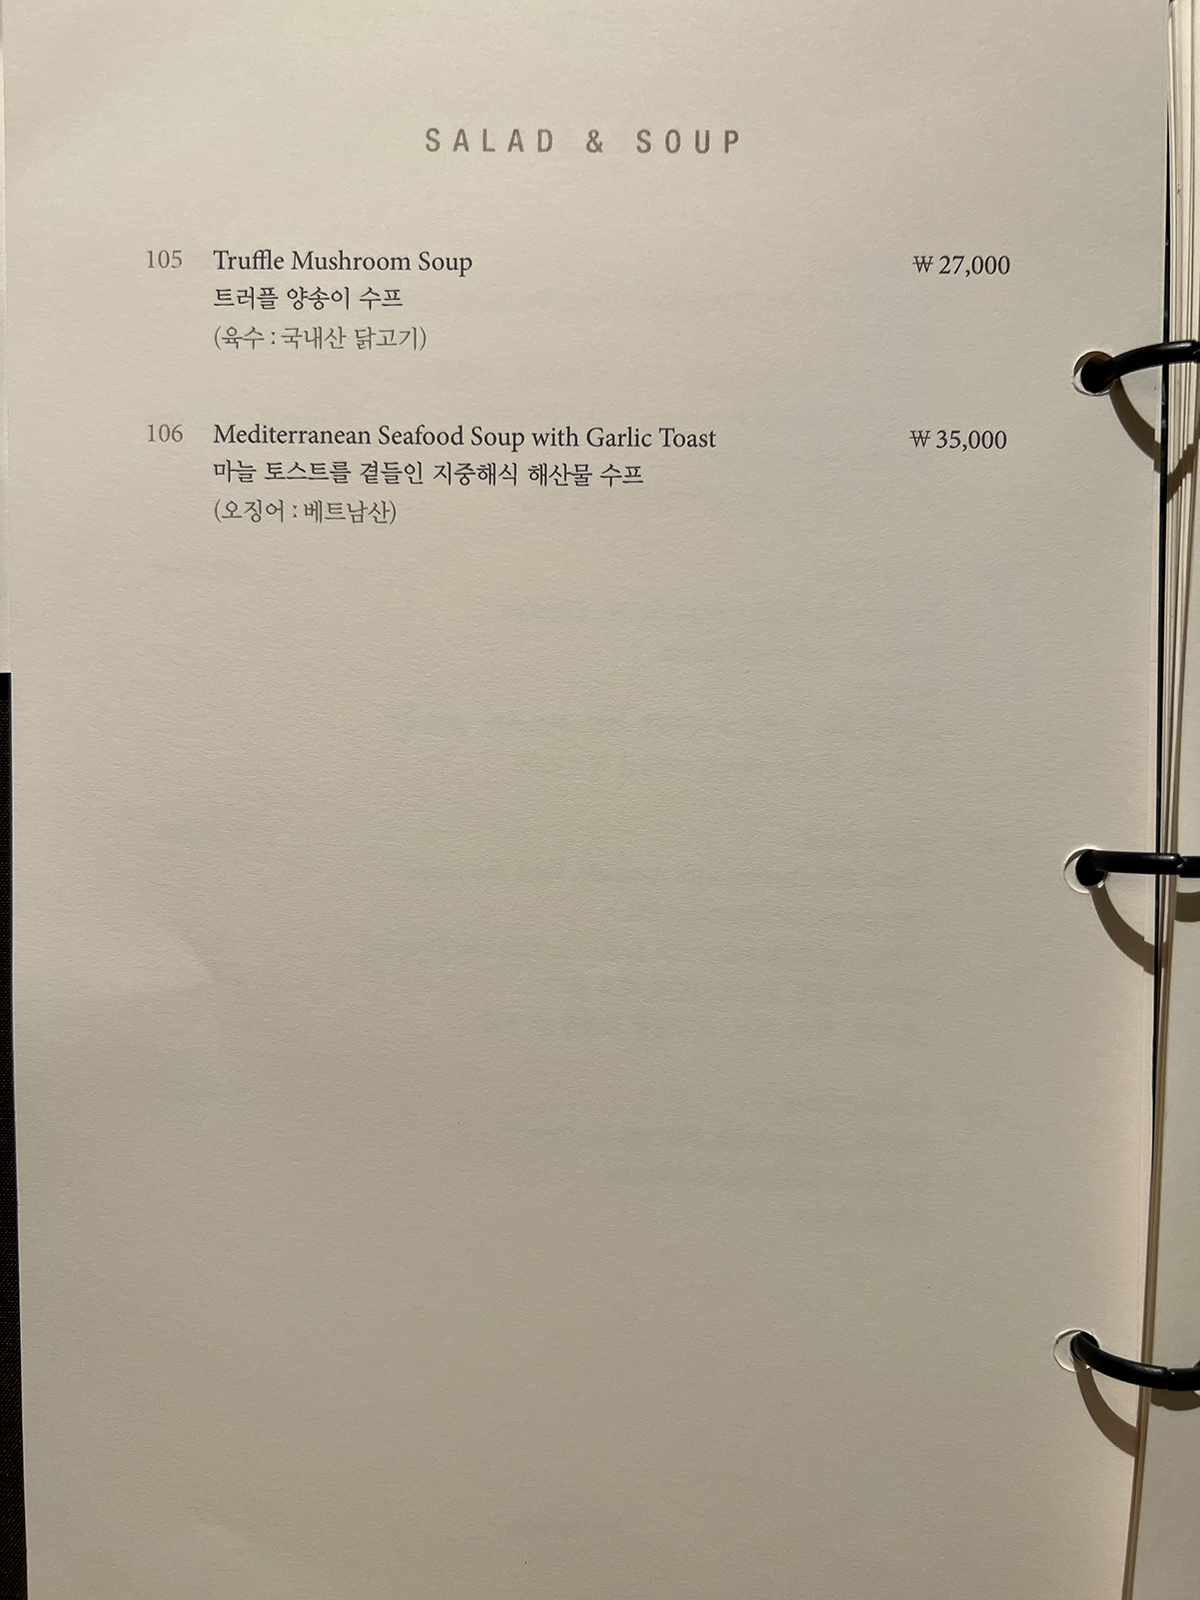 SALAD & SOUP
105 Truffle Mushroom Soup ₩ 27,000
트러플 양송이 수프
(육수 : 국내산 닭고기)
106 Mediterranean Seafood Soup with Garlic Toast ₩ 35,000
마늘 토스트를 곁들인 지중해식 해산물 수프
(오징어 : 베트남산)